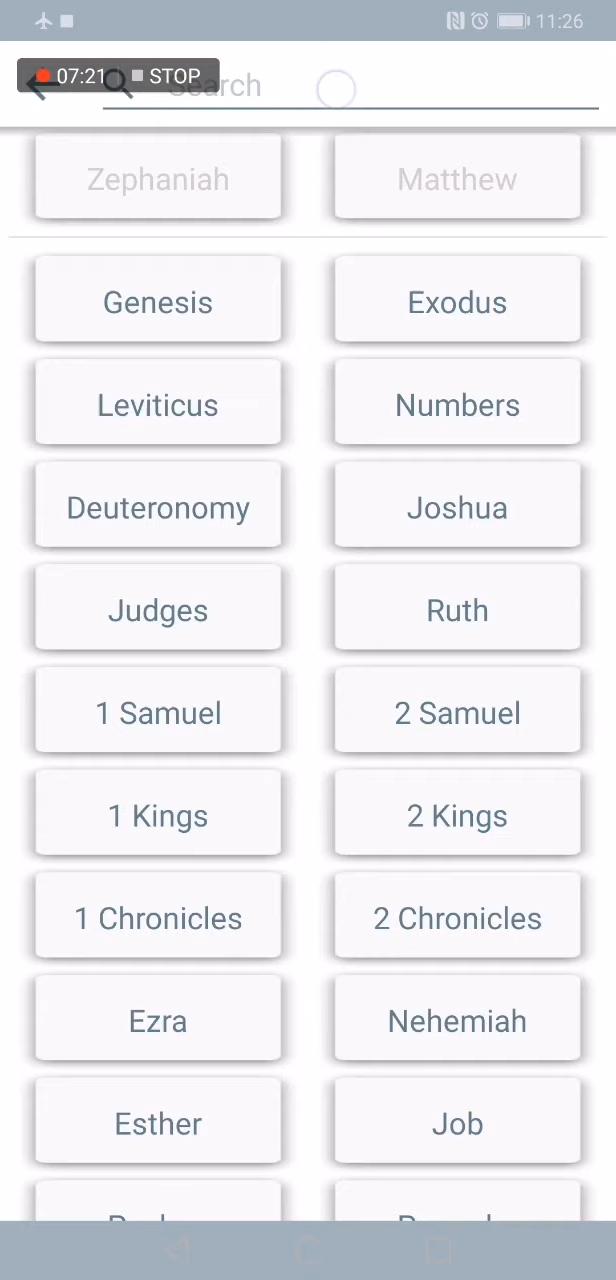 11:26
07:21 STOP
Search
Zephaniah Matthew
Genesis Exodus
Leviticus Numbers
Deuteronomy Joshua
Judges Ruth
1 Samuel 2 Samuel
1 Kings 2 Kings
1 Chronicles 2 Chronicles
Ezra Nehemiah
Esther Job